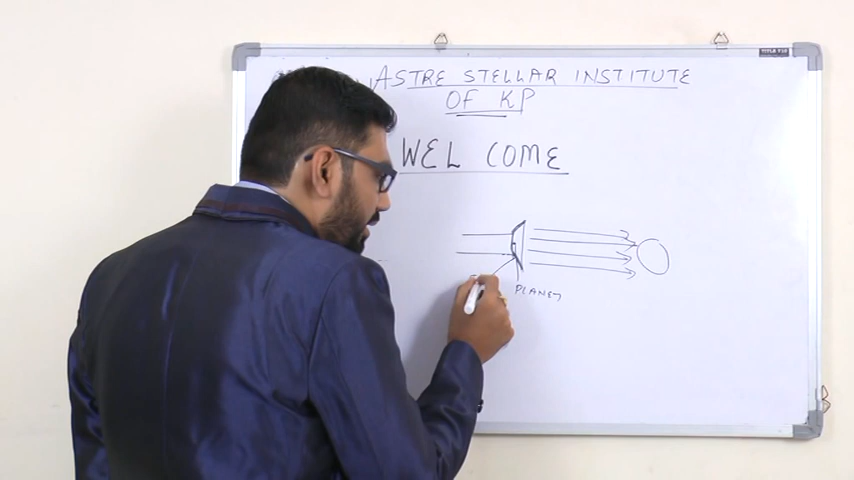 ASTRE STELLAR INSTITUTE
OF KP
WEL COME
PLANET